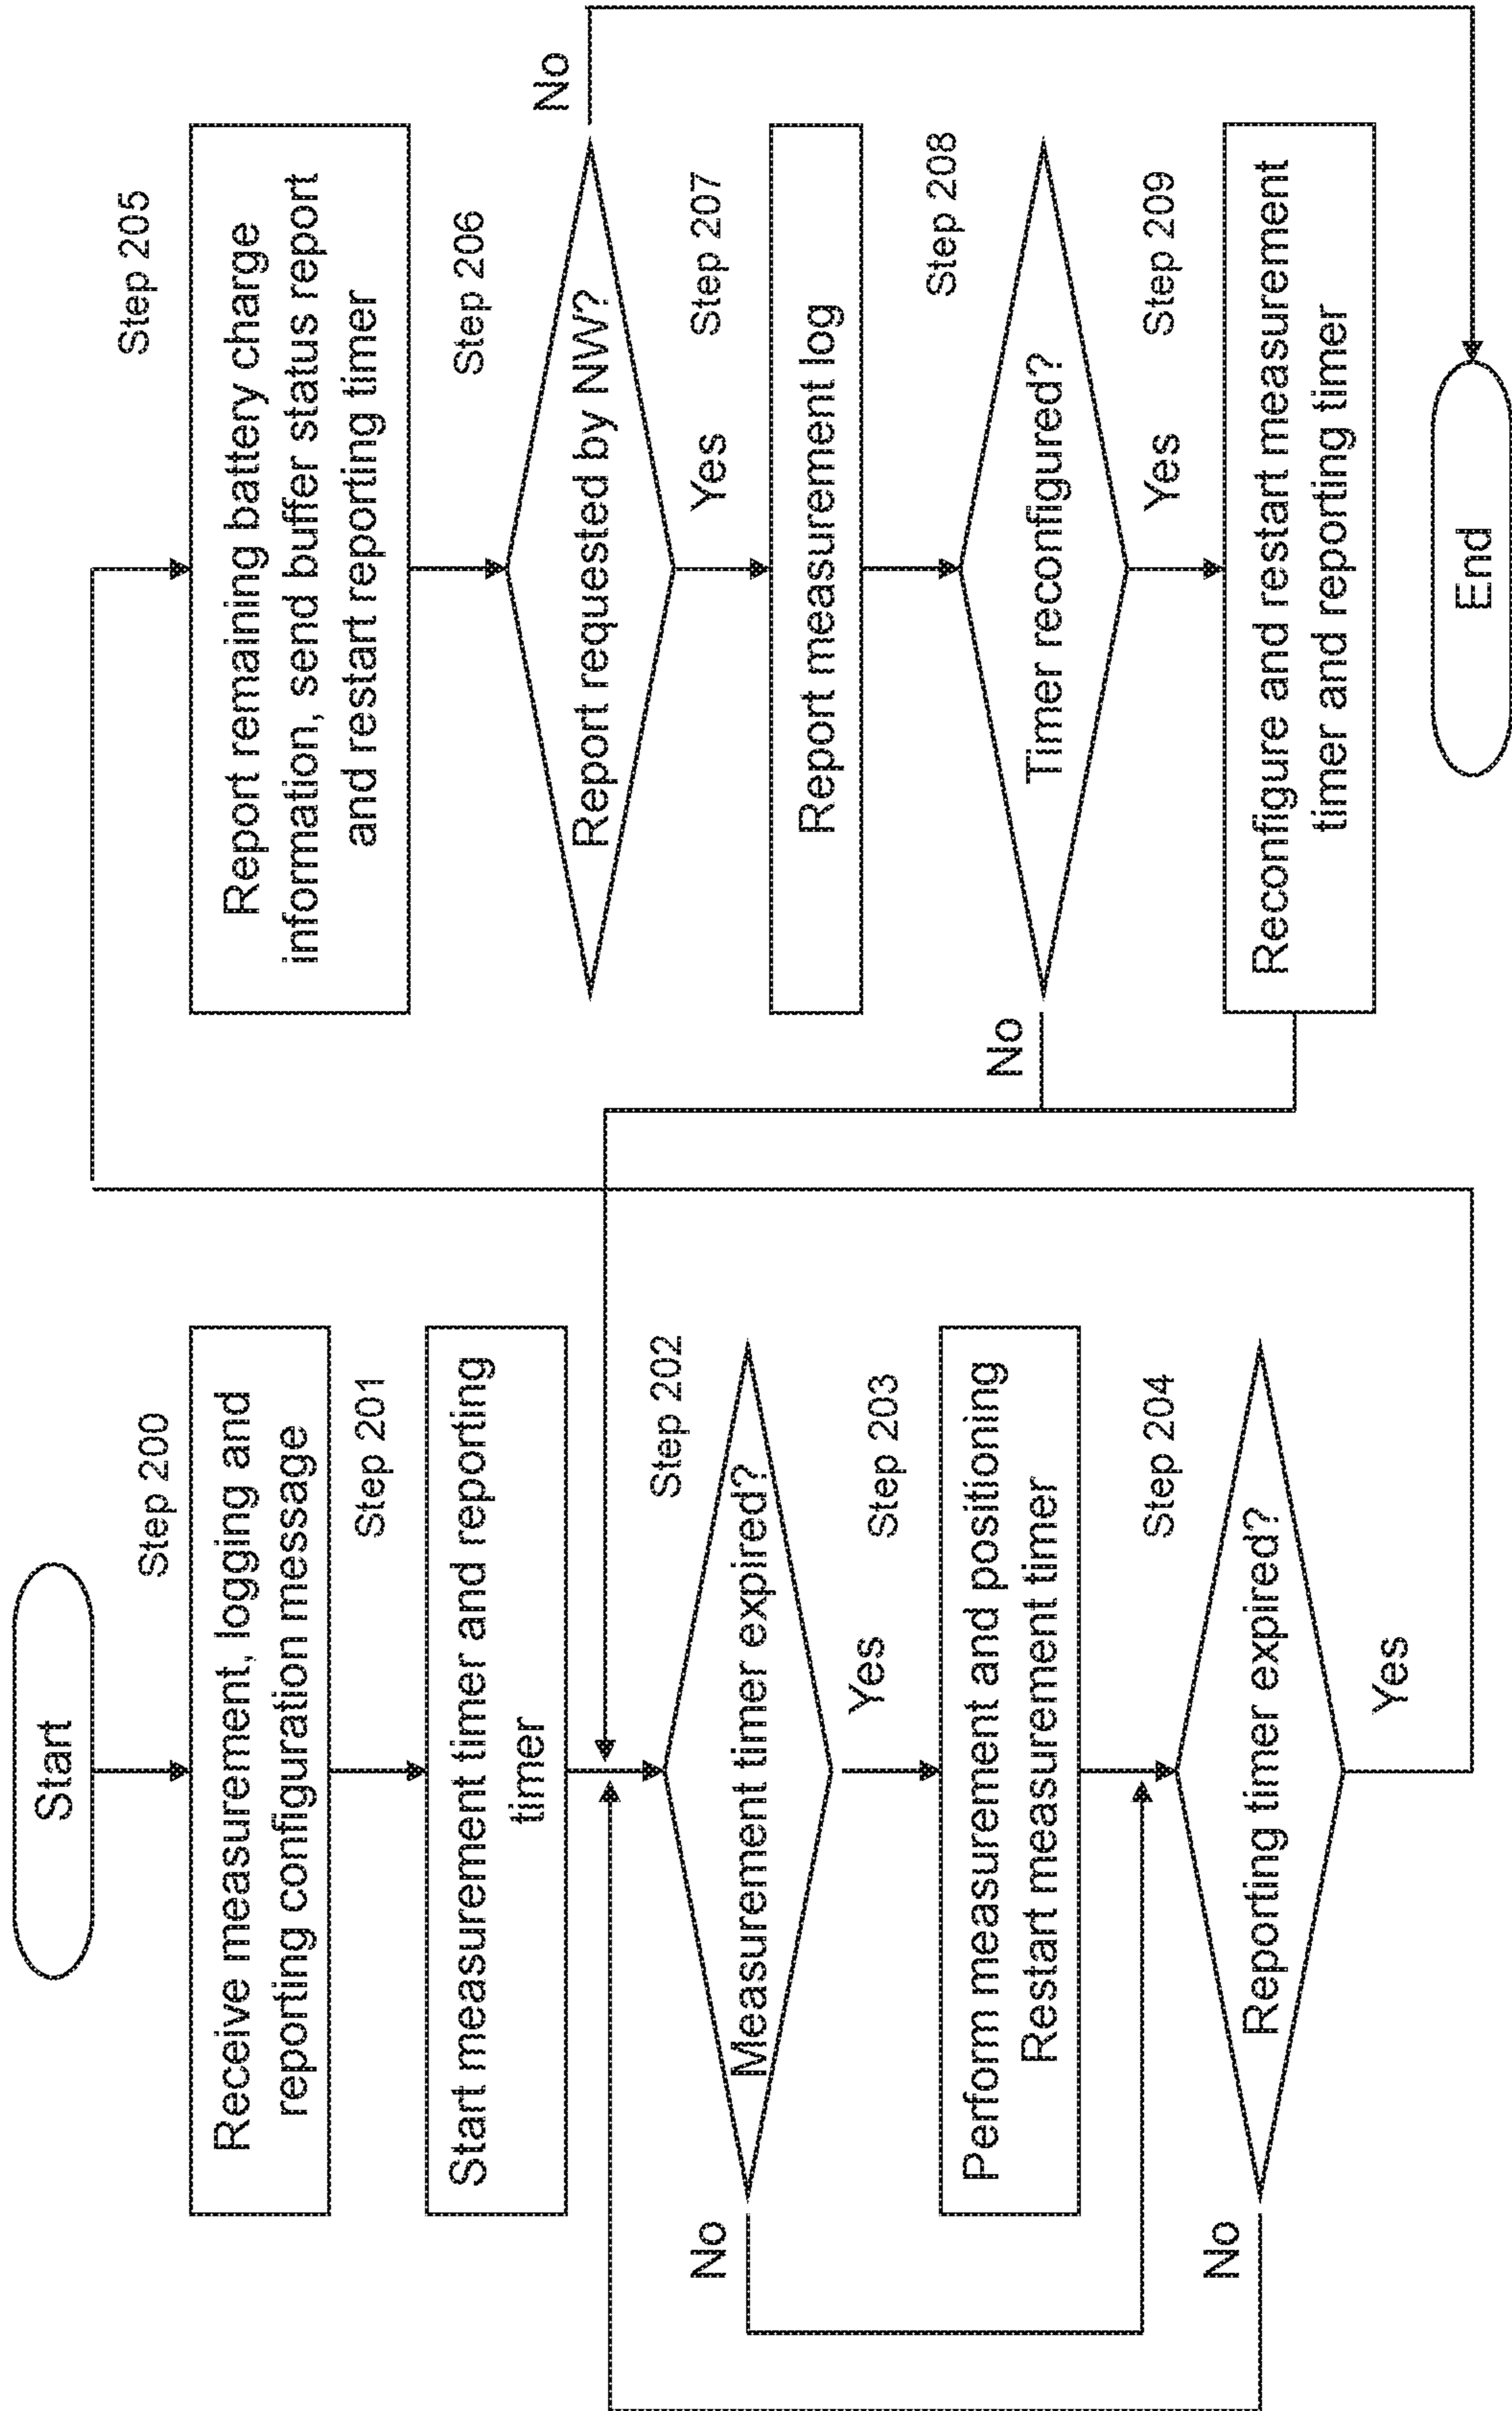 Start
Step 200
Receive measurement, logging and
reporting configuration message
Step 201
Start measurement timer and reporting
timer
Step 202
Measurement timer expired?
No
Yes
Step 203
Perform measurement and positioning
Restart measurement timer
Step 204
Reporting timer expired?
No
Yes
Step 205
Report remaining battery charge
information, send buffer status report
and restart reporting timer
Step 206
Report requested by NW?
No
Yes
Step 207
Report measurement log
Step 208
Timer reconfigured?
No
Yes
Step 209
Reconfigure and restart measurement
timer and reporting timer
End